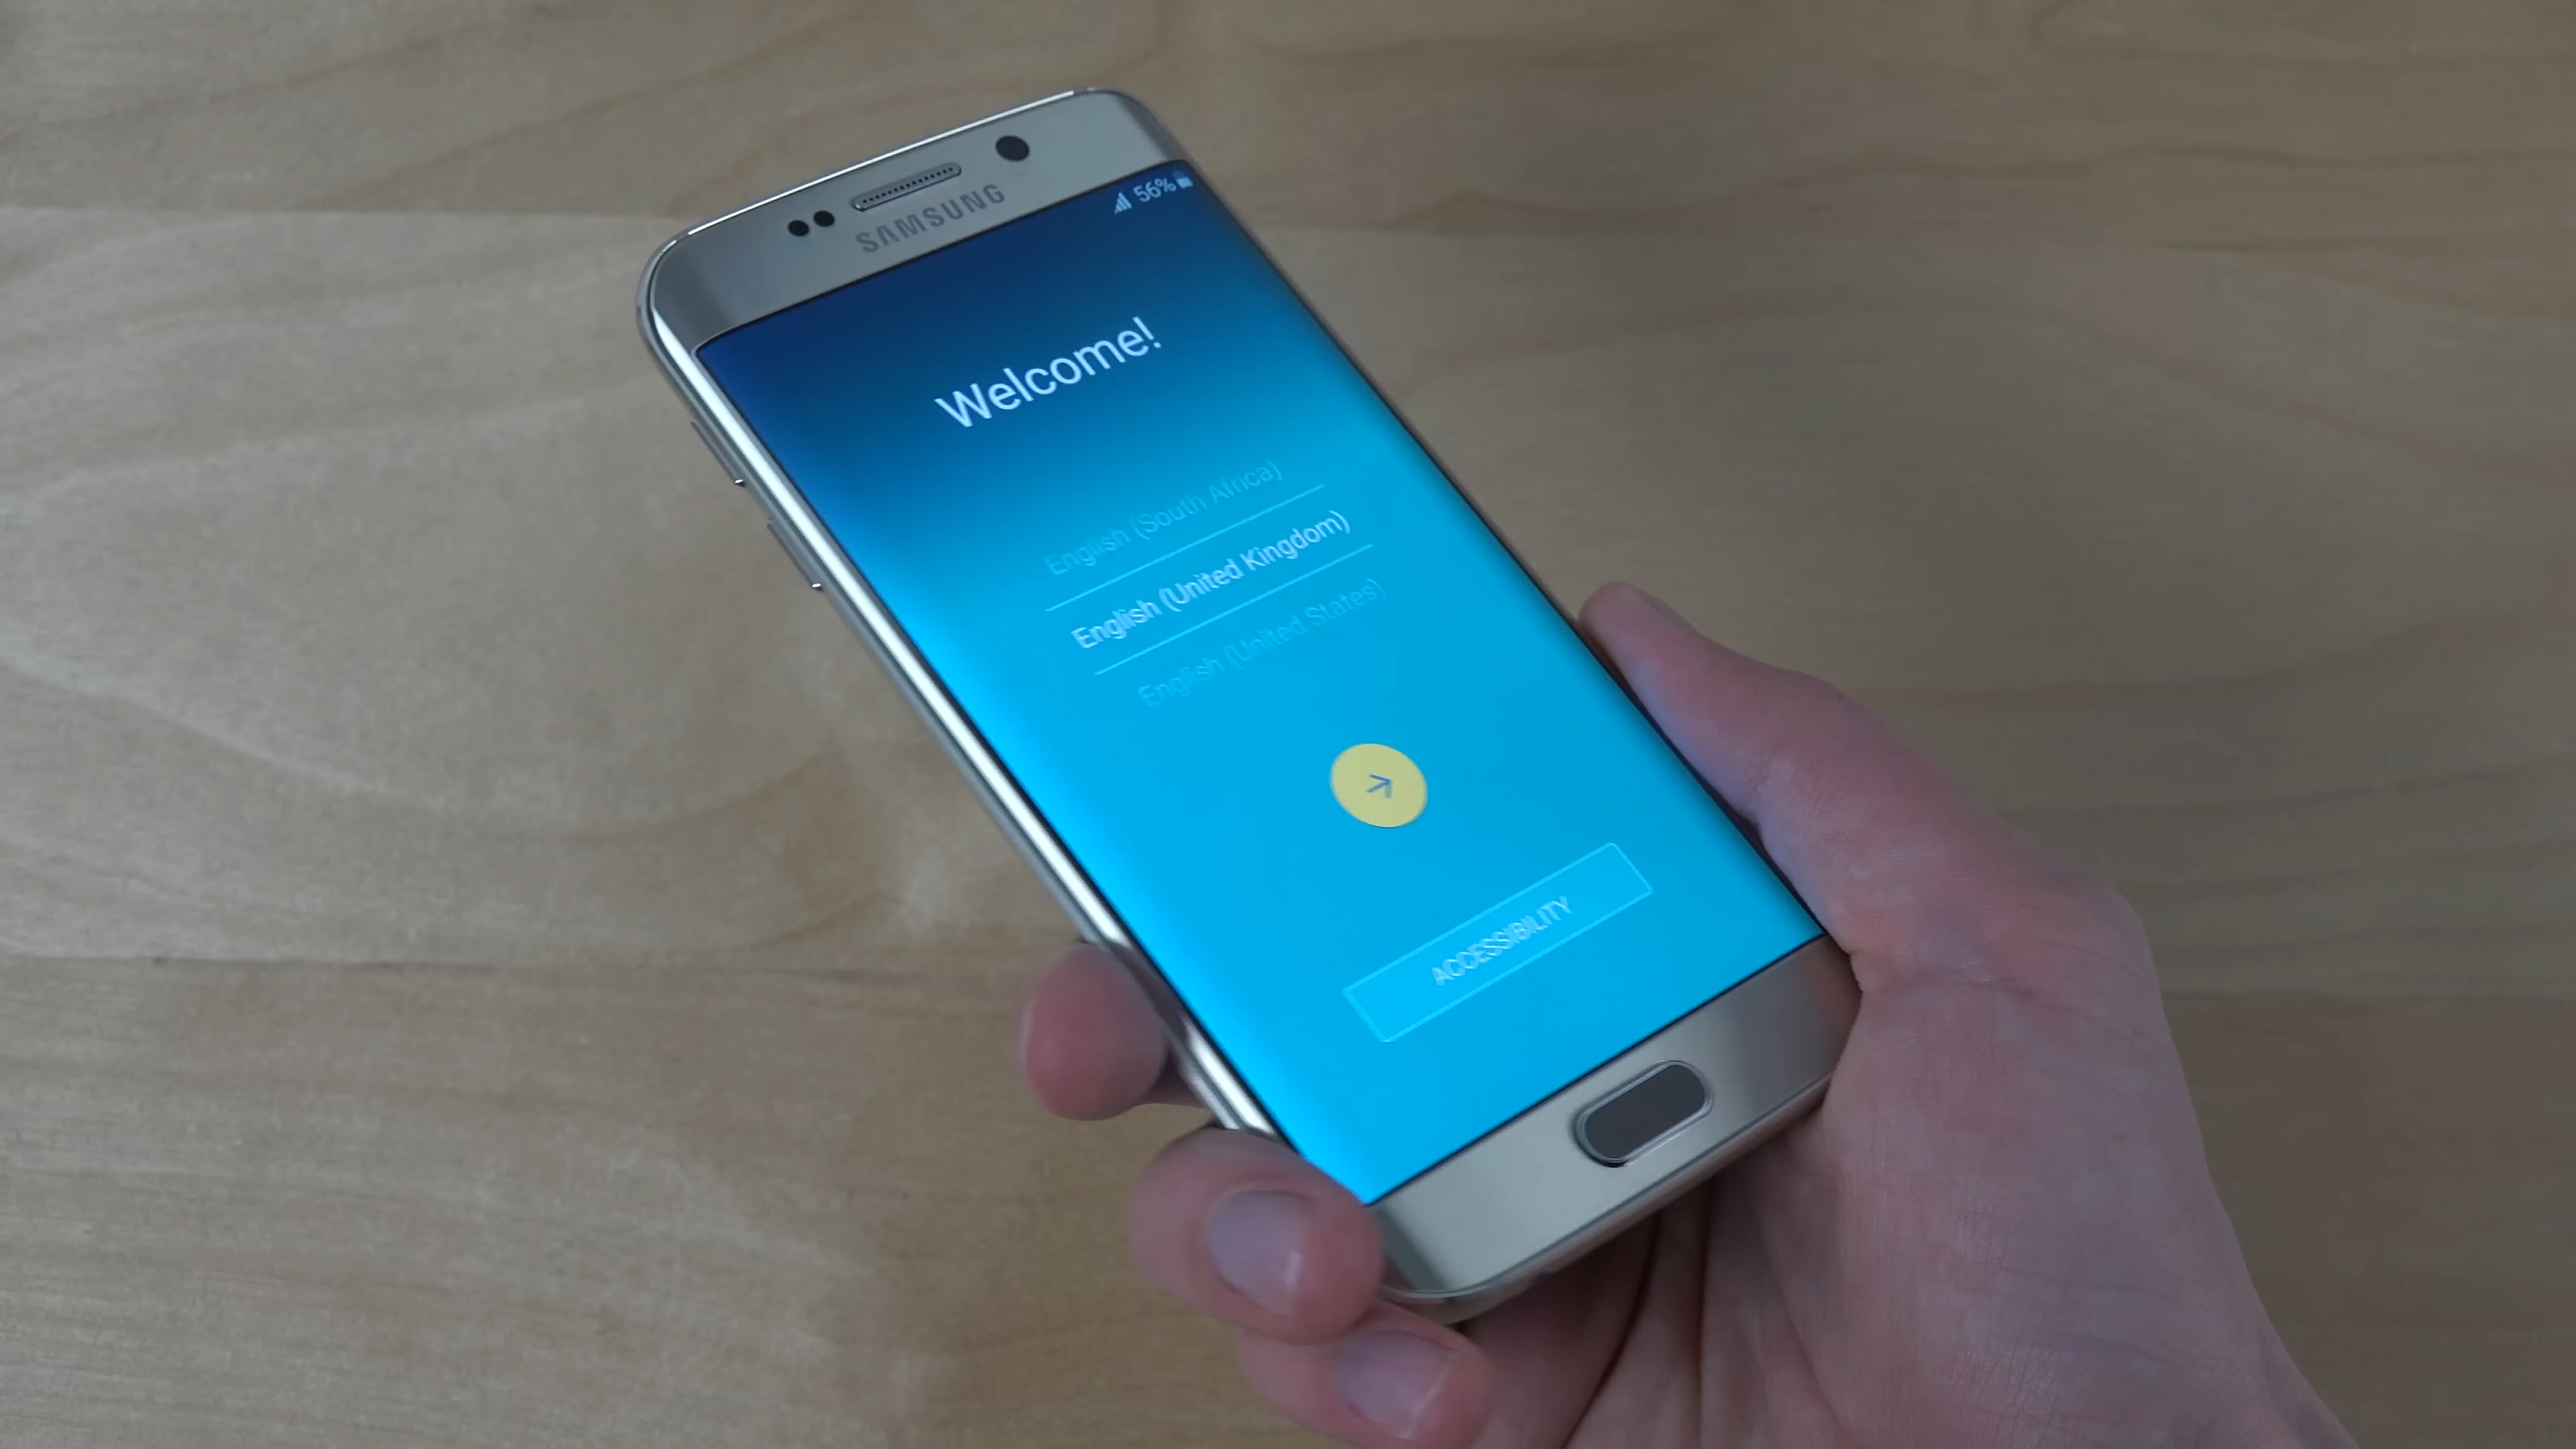 SAMSUNG
56%
Welcome!
English (South Africa)
English (United Kingdom)
English (United States)
ACCESSIBILITY